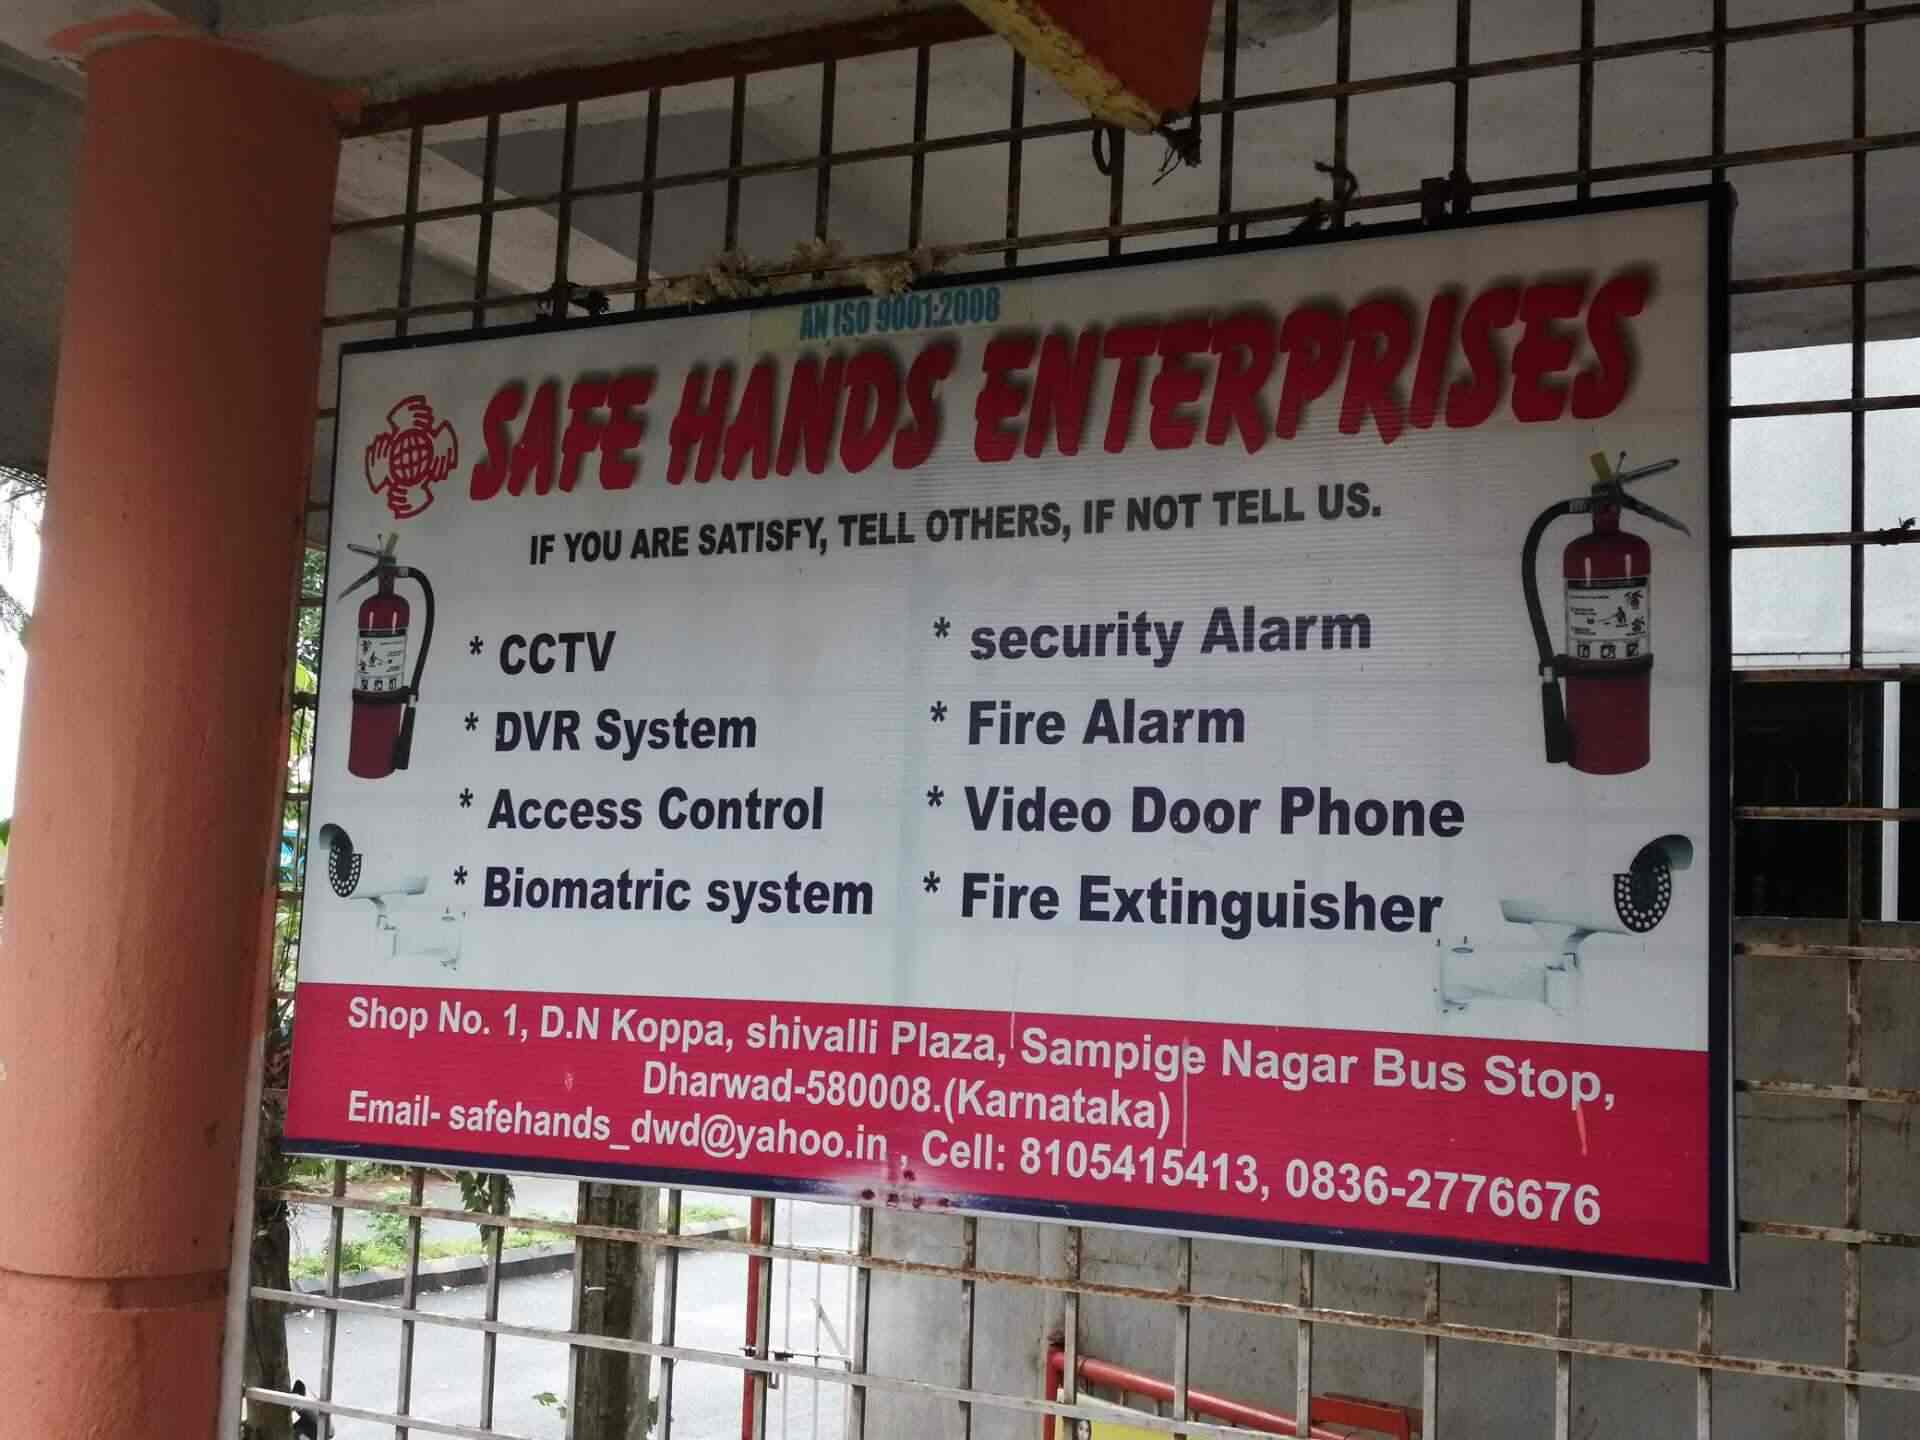 AN ISO 9001:2008
SAFE HANDS ENTERPRISES
IF YOU ARE SATISFY, TELL OTHERS, IF NOT TELL US.
* CCTV
* DVR System
* Access Control
* Biomatric system
* security Alarm
* Fire Alarm
* Video Door Phone
* Fire Extinguisher
Shop No. 1, D.N Koppa, shivalli Plaza, Sampige Nagar Bus Stop,
Dharwad-580008.(Karnataka)
Email- safehands_dwd@yahoo.in , Cell: 8105415413, 0836-2776676